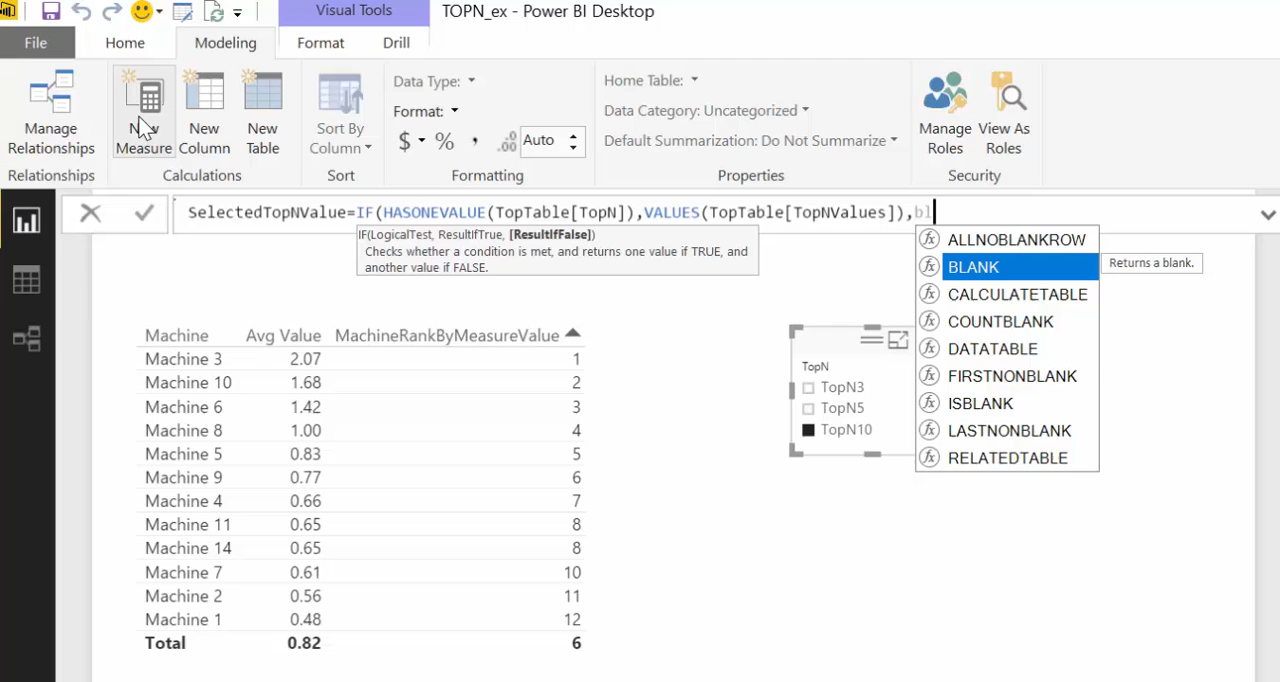 Visual Tools
TOPN_ex - Power BI Desktop
File
Home
Modeling
Format
Drill
Manage
Relationships
New
Measure
New
Column
New
Table
Sort By
Column
Data Type:
Format:
$ % , .00 Auto
Home Table:
Data Category: Uncategorized
Default Summarization: Do Not Summarize
Manage
Roles
View As
Roles
Relationships
Calculations
Sort
Formatting
Properties
Security
SelectedTopNValue=IF(HASONEVALUE(TopTable[TopN]),VALUES(TopTable[TopNValues]),bl
IF(LogicalTest, ResultIfTrue, [ResultIfFalse])
Checks whether a condition is met, and returns one value if TRUE, and
another value if FALSE.
ALLNOBLANKROW
BLANK
Returns a blank.
CALCULATETABLE
COUNTBLANK
DATATABLE
FIRSTNONBLANK
ISBLANK
LASTNONBLANK
RELATEDTABLE
Machine Avg Value MachineRankByMeasureValue
Machine 3 2.07 1
Machine 10 1.68 2
Machine 6 1.42 3
Machine 8 1.00 4
Machine 5 0.83 5
Machine 9 0.77 6
Machine 4 0.66 7
Machine 11 0.65 8
Machine 14 0.65 8
Machine 7 0.61 10
Machine 2 0.56 11
Machine 1 0.48 12
Total 0.82 6
TopN
TopN3
TopN5
TopN10